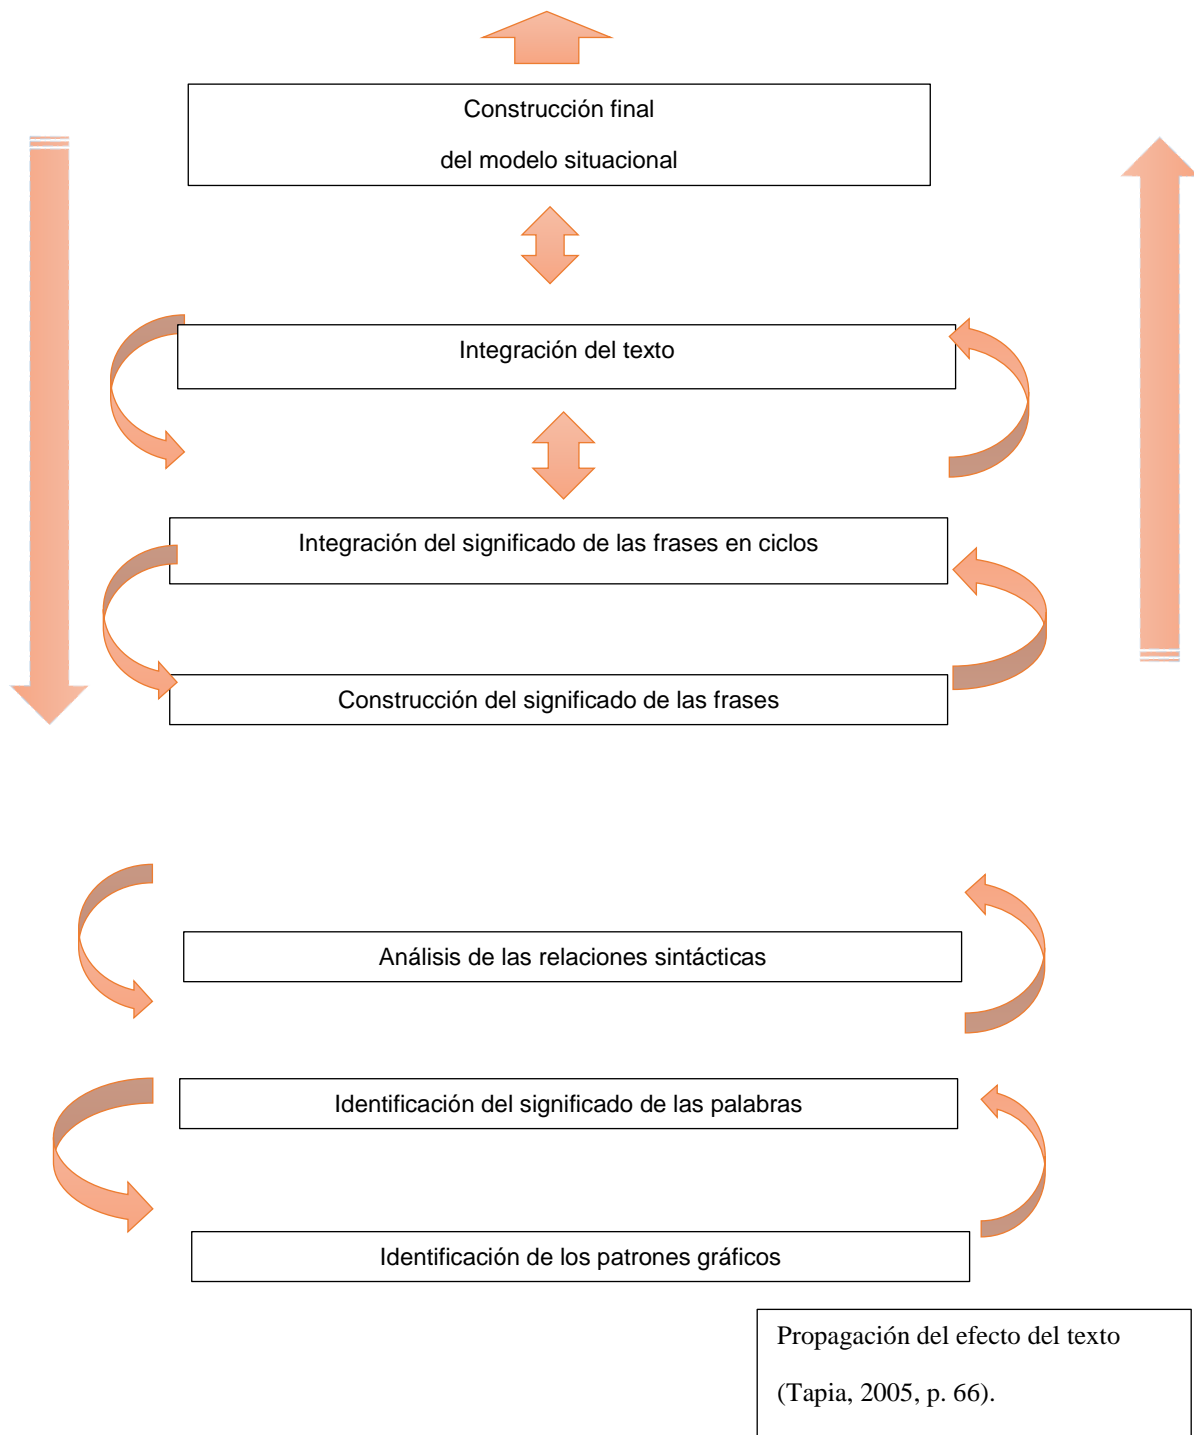 Construcción final
del modelo situacional
Integración del texto
Integración del significado de las frases en ciclos
Construcción del significado de las frases
Análisis de las relaciones sintácticas
Identificación del significado de las palabras
Identificación de los patrones gráficos
Propagación del efecto del texto
(Tapia, 2005, p. 66).